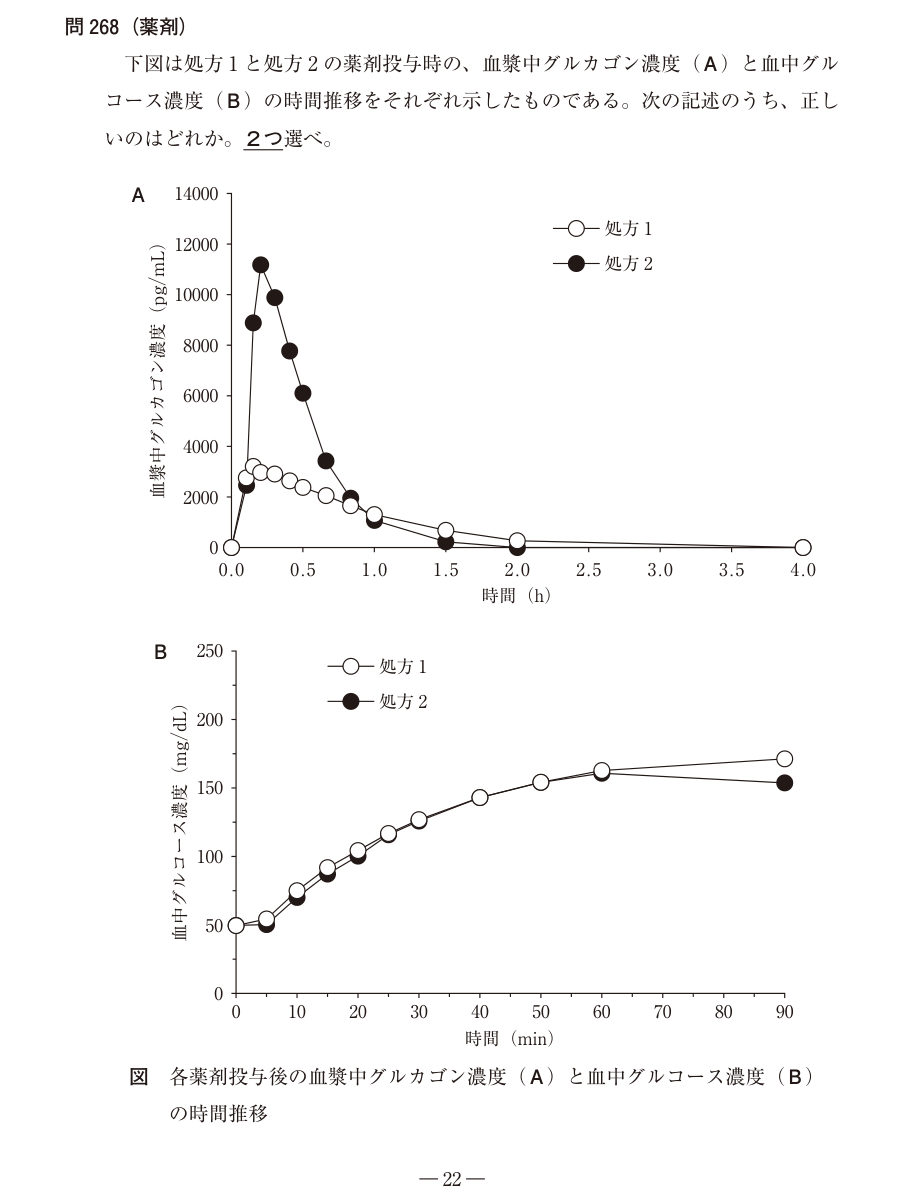 問 268（薬剤）
下図は処方１と処方２の薬剤投与時の、血漿中グルカゴン濃度（A）と血中グル
コース濃度（B）の時間推移をそれぞれ示したものである。次の記述のうち、正し
いのはどれか。２つ選べ。
A
14000
12000
10000
8000
6000
4000
2000
0
血漿中グルカゴン濃度（pg/mL）
処方１
処方２
0.0 0.5 1.0 1.5 2.0 2.5 3.0 3.5 4.0
時間（h）
B
250
200
150
100
50
0
血中グルコース濃度（mg/dL）
処方１
処方２
0 10 20 30 40 50 60 70 80 90
時間（min）
図　各薬剤投与後の血漿中グルカゴン濃度（A）と血中グルコース濃度（B）
の時間推移
— 22 —